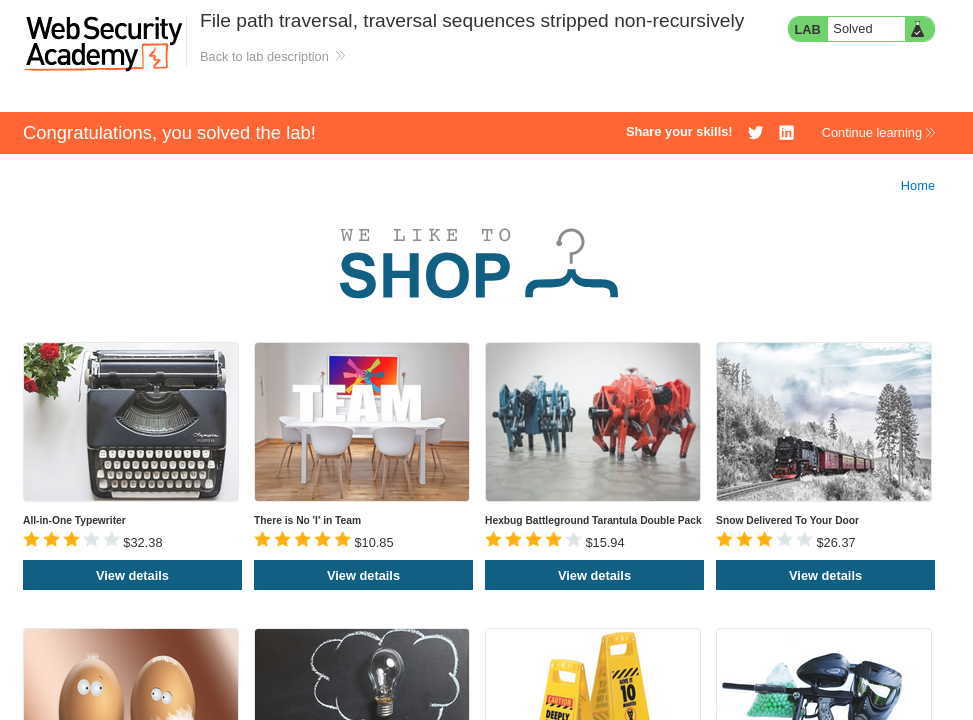 Web Security
Academy
File path traversal, traversal sequences stripped non-recursively
Back to lab description
LAB Solved
Congratulations, you solved the lab!
Share your skills!
Continue learning
Home
WE LIKE TO
SHOP
TEAM
All-in-One Typewriter
$32.38
View details
There is No 'I' in Team
$10.85
View details
Hexbug Battleground Tarantula Double Pack
$15.94
View details
Snow Delivered To Your Door
$26.37
View details
CAUTION
DEEPLY
GIVE IT
10